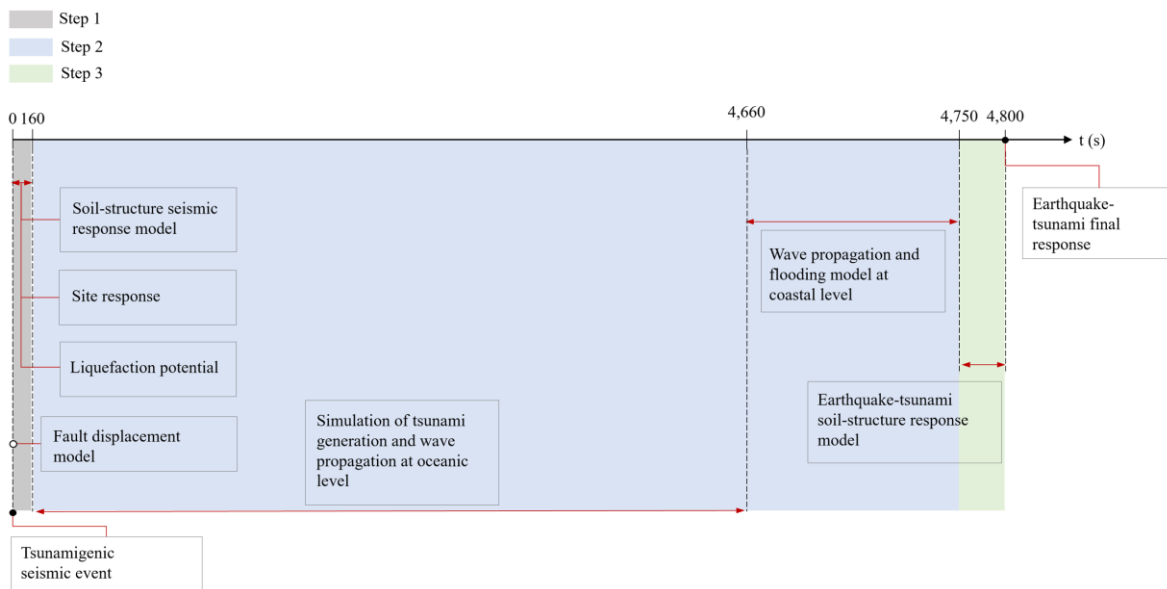 Step 1
Step 2
Step 3
0 160
4,660
4,750
4,800
t (s)
Soil-structure seismic
response model
Site response
Liquefaction potential
Fault displacement
model
Simulation of tsunami
generation and wave
propagation at oceanic
level
Wave propagation and
flooding model at
coastal level
Earthquake-tsunami
soil-structure response
model
Earthquake-
tsunami final
response
Tsunamigenic
seismic event